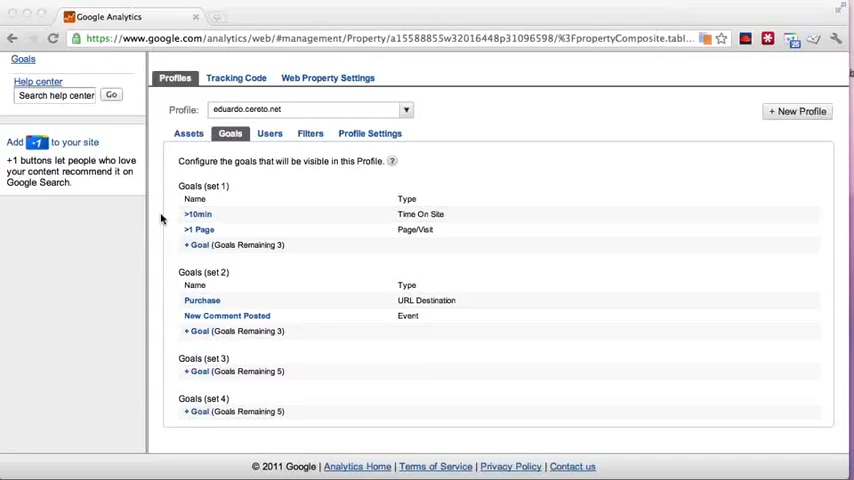 Google Analytics
https://www.google.com/analytics/web/#management/Property/a15588855w32016448p31096598/%3FpropertyComposite.tabl...
Goals
Help center
Search help center Go
Add +1 to your site
+1 buttons let people who love
your content recommend it on
Google Search.
Profiles Tracking Code Web Property Settings
Profile: eduardo.cereto.net + New Profile
Assets Goals Users Filters Profile Settings
Configure the goals that will be visible in this Profile. ?
Goals (set 1)
Name Type
>10min Time On Site
>1 Page Page/Visit
+ Goal (Goals Remaining 3)
Goals (set 2)
Name Type
Purchase URL Destination
New Comment Posted Event
+ Goal (Goals Remaining 3)
Goals (set 3)
+ Goal (Goals Remaining 5)
Goals (set 4)
+ Goal (Goals Remaining 5)
© 2011 Google | Analytics Home | Terms of Service | Privacy Policy | Contact us